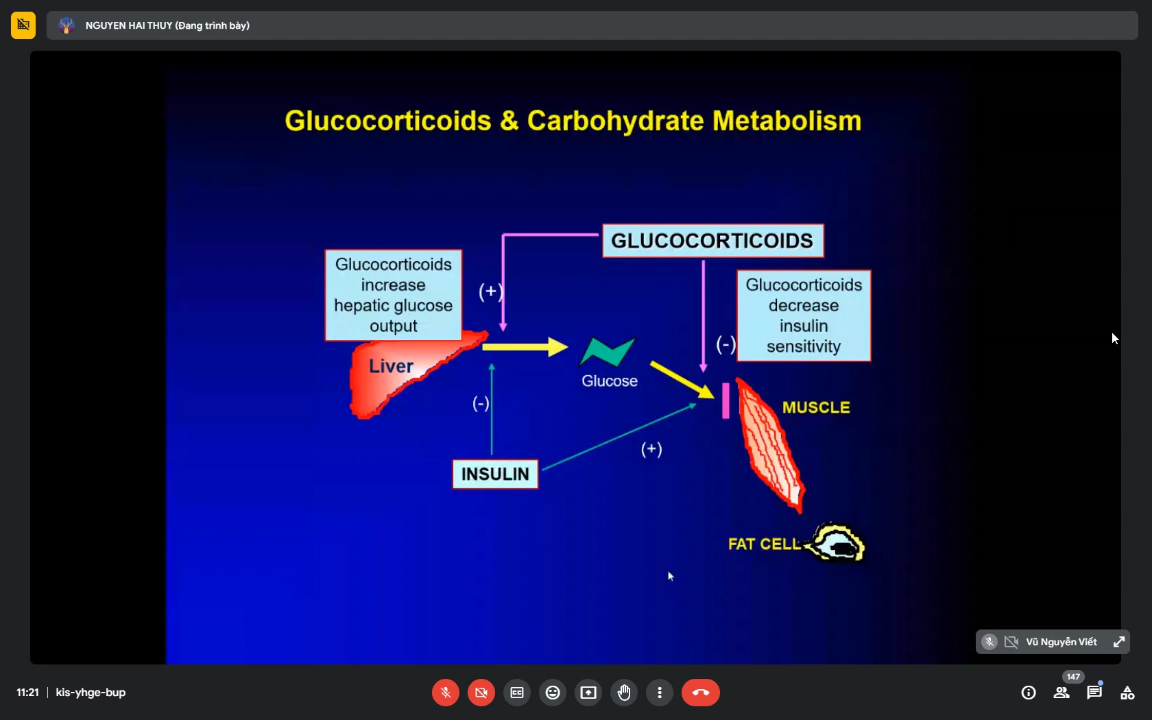 NGUYEN HAI THUY (Đang trình bày)
Glucocorticoids & Carbohydrate Metabolism
GLUCOCORTICOIDS
Glucocorticoids
increase
hepatic glucose
output
(+)
Glucocorticoids
decrease
insulin
sensitivity
(-)
Liver
Glucose
MUSCLE
(-)
(+)
INSULIN
FAT CELL
Vũ Nguyễn Viết
11:21 | kis-yhge-bup
CC
147